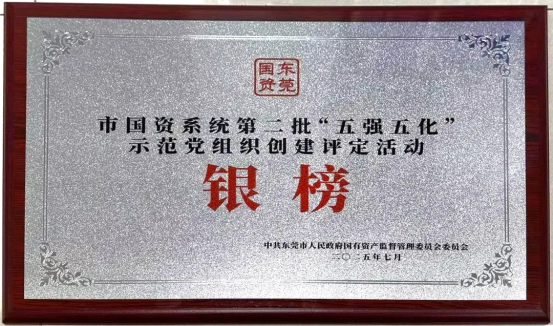 国资东莞
市国资系统第二批“五强五化”
示范党组织创建评定活动
银榜
中共东莞市人民政府国有资产监督管理委员会委员会
二〇二五年七月